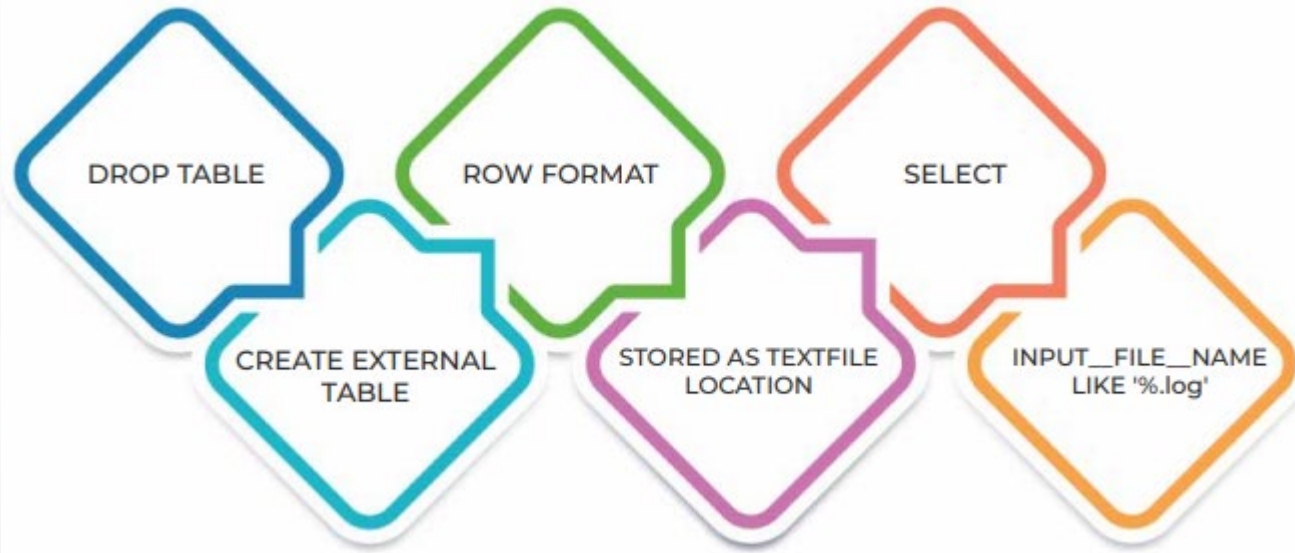 DROP TABLE
CREATE EXTERNAL
TABLE
ROW FORMAT
STORED AS TEXTFILE
LOCATION
SELECT
INPUT__FILE__NAME
LIKE '%.log'